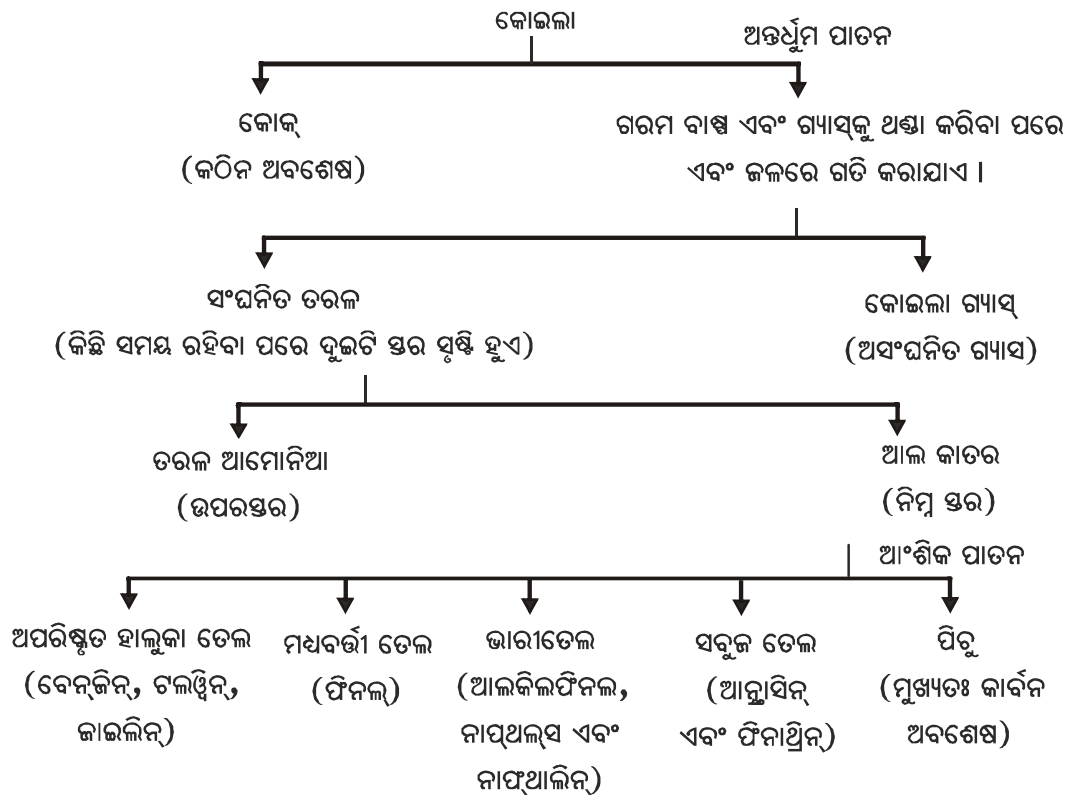 କୋଇଲା
ଅନ୍ତର୍ଧୁମ ପାତନ
କୋକ୍
(କଠିନ ଅବଶେଷ)
ଗରମ ବାଷ୍ପ ଏବଂ ଗ୍ୟାସ୍‌କୁ ଥଣ୍ଡା କରିବା ପରେ
ଏବଂ ଜଳରେ ଗତି କରାଯାଏ ।
ସଂଘନିତ ତରଳ
(କିଛି ସମୟ ରହିବା ପରେ ଦୁଇଟି ସ୍ତର ସୃଷ୍ଟି ହୁଏ)
କୋଇଲା ଗ୍ୟାସ୍
(ଅସଂଘନିତ ଗ୍ୟାସ)
ତରଳ ଆମୋନିଆ
(ଉପରସ୍ତର)
ଆଲ କାତର
(ନିମ୍ନ ସ୍ତର)
ଆଂଶିକ ପାତନ
ଅପରିଷ୍କୃତ ହାଲୁକା ତେଲ
(ବେନ୍‌ଜିନ୍, ଟଲଓ୍ୱିନ୍,
ଜାଇଲିନ୍)
ମଧ୍ୟବର୍ତ୍ତୀ ତେଲ
(ଫିନଲ୍)
ଭାରୀତେଲ
(ଆଲକିଲଫିନଲ,
ନାପ୍‌ଥଲ୍‌ସ ଏବଂ
ନାଫ୍‌ଥାଲିନ୍)
ସବୁଜ ତେଲ
(ଆନ୍ଥ୍ରାସିନ୍
ଏବଂ ଫିନାଥ୍ରିନ୍)
ପିଚୁ
(ମୁଖ୍ୟତଃ କାର୍ବନ
ଅବଶେଷ)